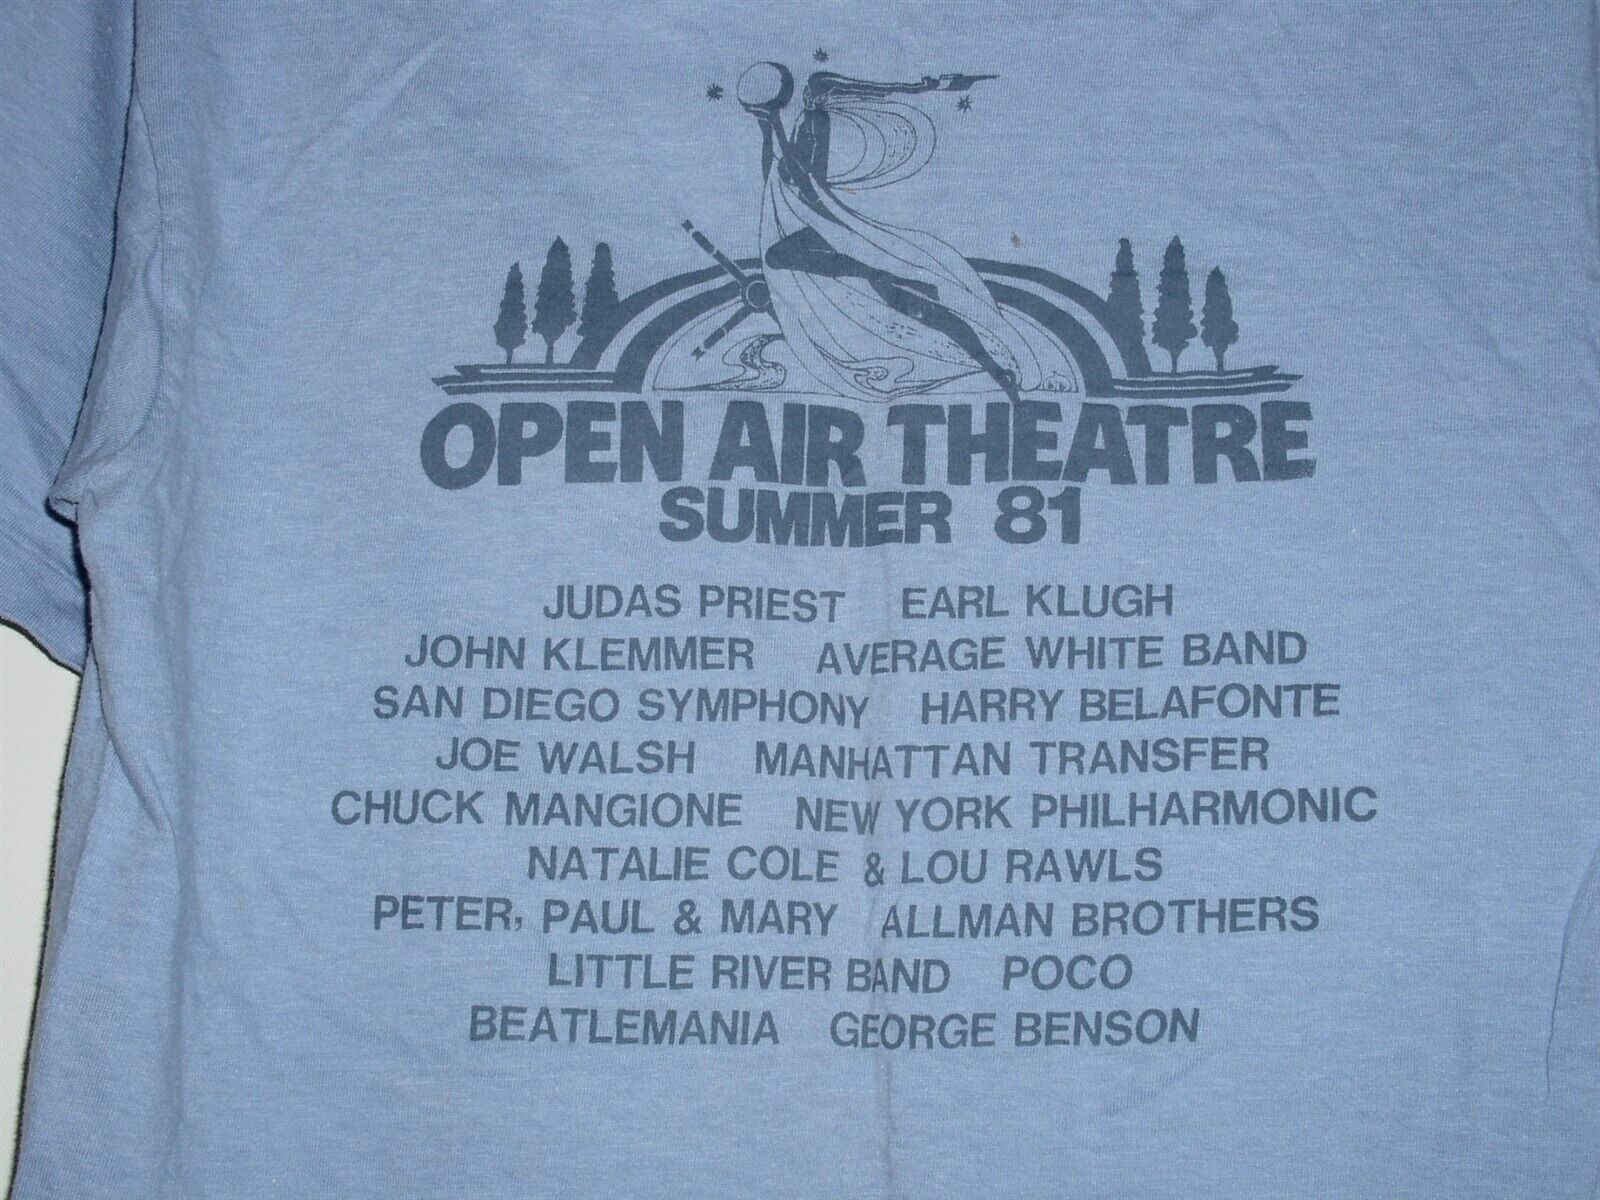 OPEN AIR THEATRE
SUMMER 81
JUDAS PRIEST EARL KLUGH
JOHN KLEMMER AVERAGE WHITE BAND
SAN DIEGO SYMPHONY HARRY BELAFONTE
JOE WALSH MANHATTAN TRANSFER
CHUCK MANGIONE NEW YORK PHILHARMONIC
NATALIE COLE & LOU RAWLS
PETER, PAUL & MARY ALLMAN BROTHERS
LITTLE RIVER BAND POCO
BEATLEMANIA GEORGE BENSON